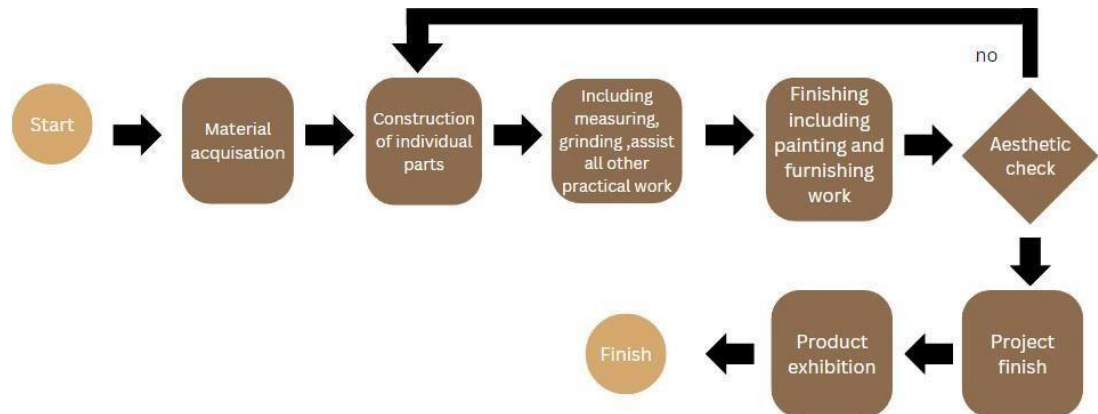 Start
Material
acquisation
Construction
of individual
parts
Including
measuring,
grinding ,assist
all other
practical work
Finishing
including
painting and
furnishing
work
Aesthetic
check
no
Project
finish
Product
exhibition
Finish